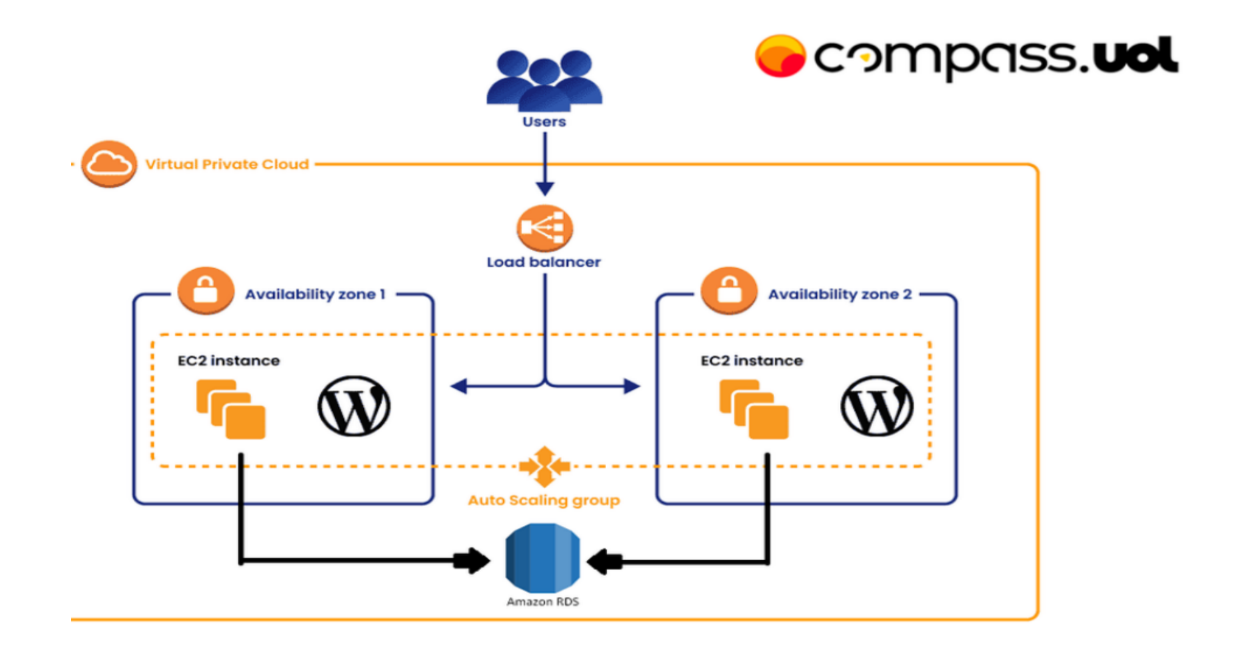 compass.uol
Users
Virtual Private Cloud
Load balancer
Availability zone 1
Availability zone 2
EC2 instance
EC2 instance
Auto Scaling group
Amazon RDS